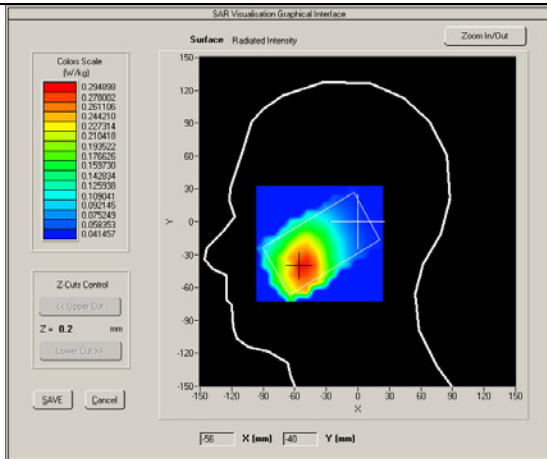 SAR Visualisation Graphical Interface
Surface Radiated Intensity
Zoom In/Out
Colors Scale
(W/kg)
0.294898
0.278002
0.261106
0.244210
0.227314
0.210418
0.193522
0.176626
0.159730
0.142834
0.125938
0.109041
0.092145
0.075249
0.058353
0.041457
Z-Cuts Control
<< Upper Cut
Z = 0.2 mm
Lower Cut >>
SAVE Cancel
150
120
90
60
30
0
-30
-60
-90
-120
-150
Y
-150 -120 -90 -60 -30 0 30 60 90 120 150
X
-56 X (mm) -40 Y (mm)